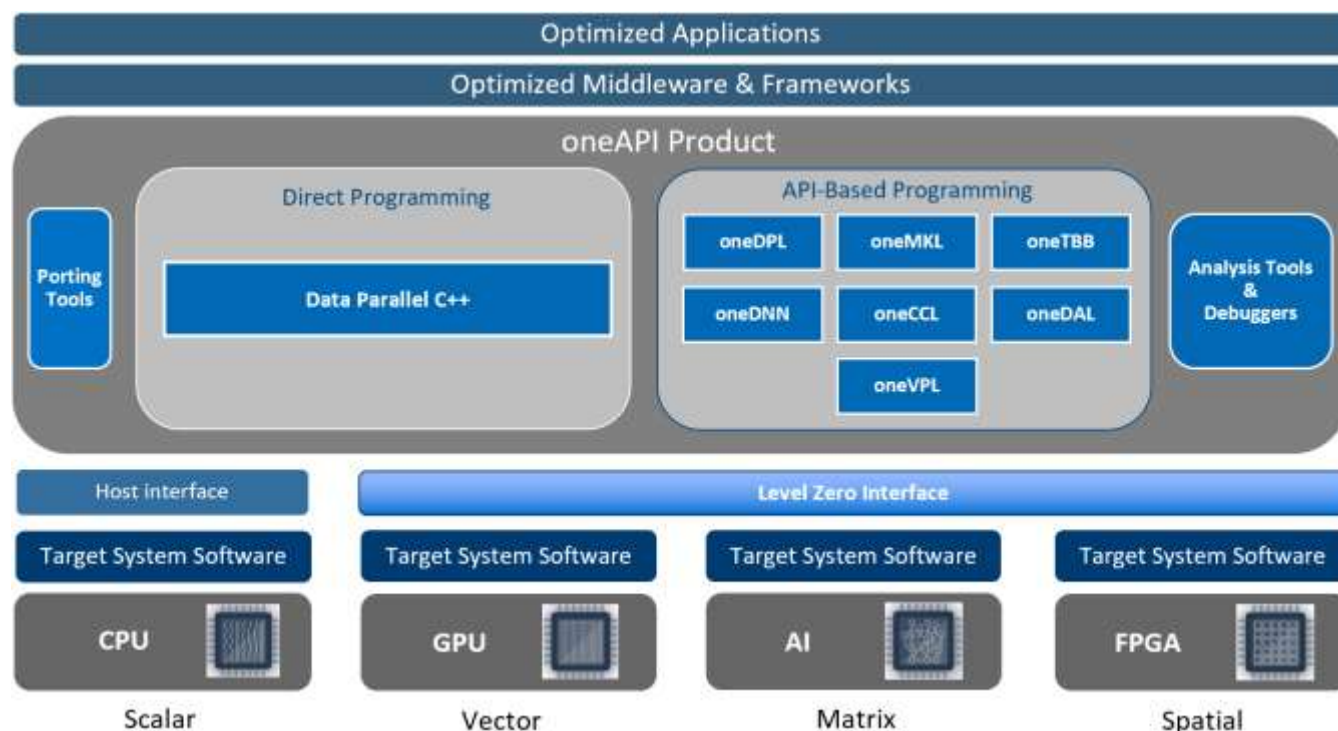 Optimized Applications
Optimized Middleware & Frameworks
oneAPI Product
Direct Programming
API-Based Programming
Porting
Tools
Data Parallel C++
oneDPL
oneMKL
oneTBB
oneDNN
oneCCL
oneDAL
oneVPL
Analysis Tools
&
Debuggers
Host interface
Level Zero Interface
Target System Software
Target System Software
Target System Software
Target System Software
CPU
GPU
AI
FPGA
Scalar
Vector
Matrix
Spatial